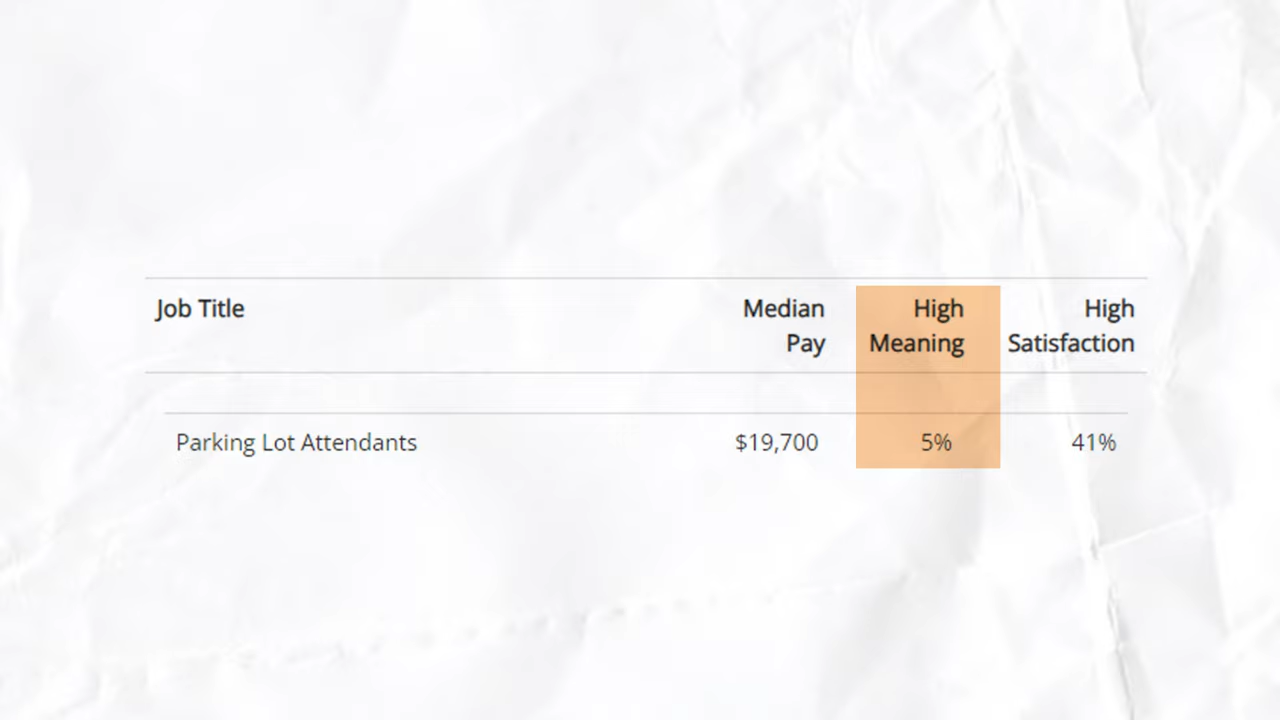 Job Title Median High High
Pay Meaning Satisfaction
Parking Lot Attendants $19,700 5% 41%